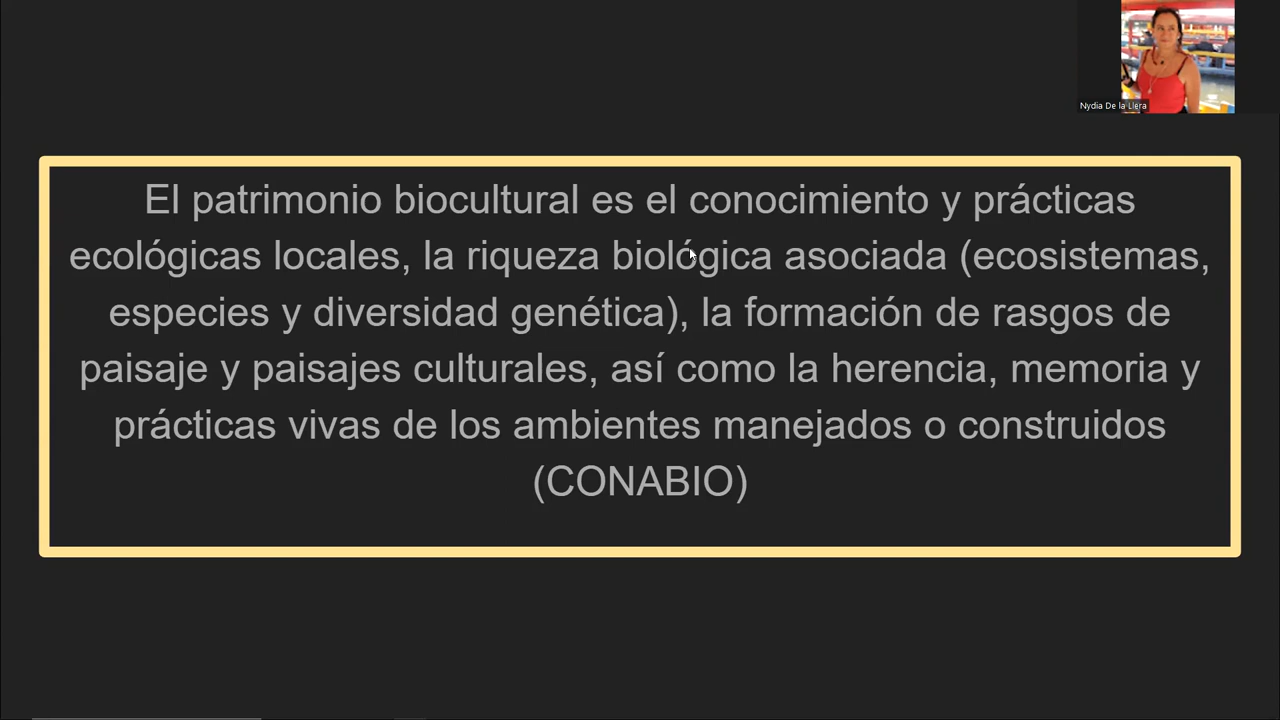 Nydia De la Llera
El patrimonio biocultural es el conocimiento y prácticas
ecológicas locales, la riqueza biológica asociada (ecosistemas,
especies y diversidad genética), la formación de rasgos de
paisaje y paisajes culturales, así como la herencia, memoria y
prácticas vivas de los ambientes manejados o construidos
(CONABIO)